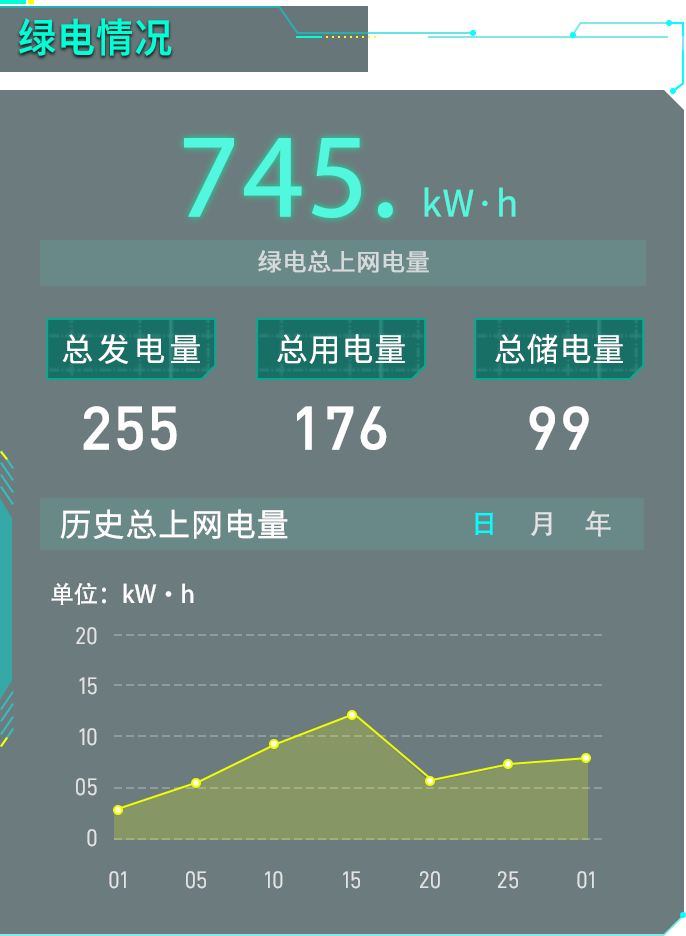 绿电情况
745. kW·h
绿电总上网电量
总发电量 总用电量 总储电量
255 176 99
历史总上网电量 日 月 年
单位：kW·h
20
15
10
05
0
01 05 10 15 20 25 01